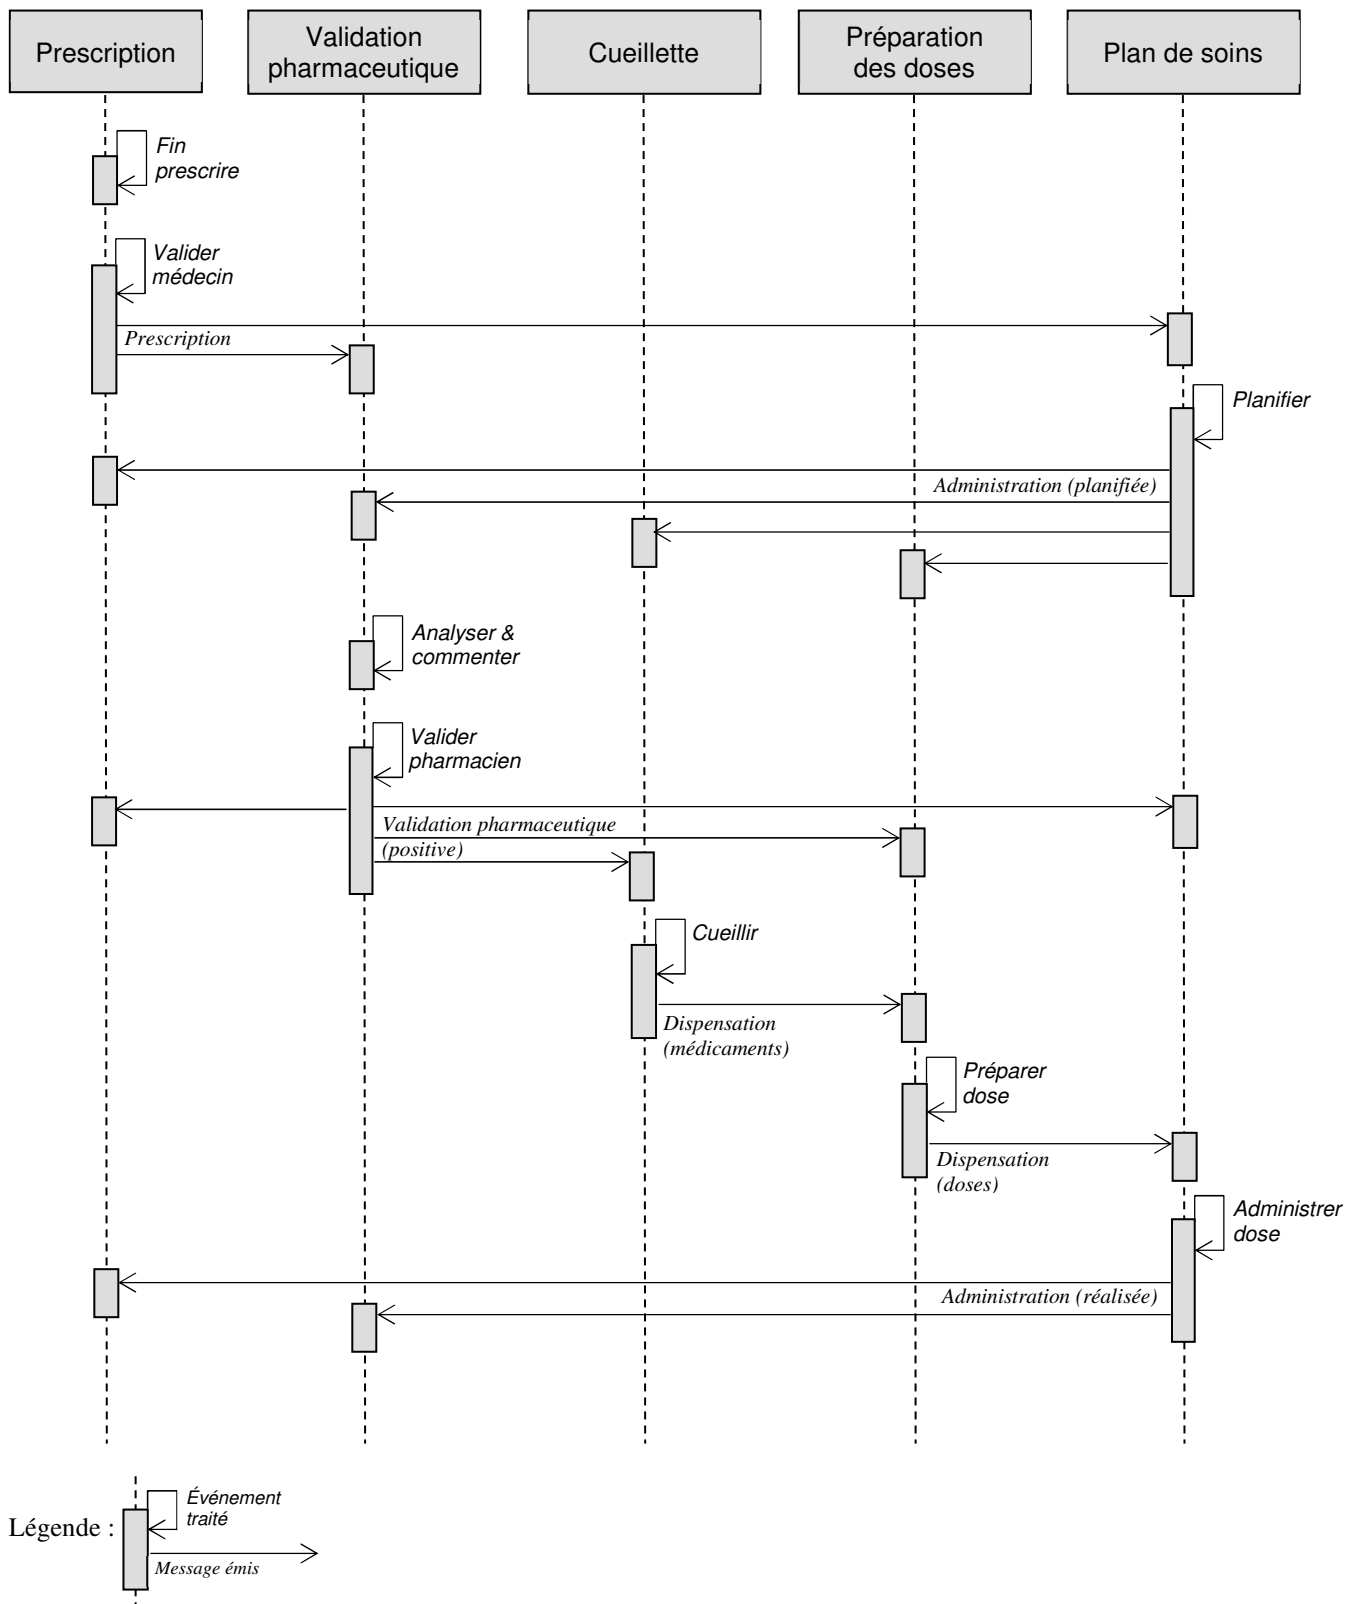 Prescription
Validation
pharmaceutique
Cueillette
Préparation
des doses
Plan de soins
Fin
prescrire
Valider
médecin
Prescription
Planifier
Administration (planifiée)
Analyser &
commenter
Valider
pharmacien
Validation pharmaceutique
(positive)
Cueillir
Dispensation
(médicaments)
Préparer
dose
Dispensation
(doses)
Administrer
dose
Administration (réalisée)
Légende :
Événement
traité
Message émis